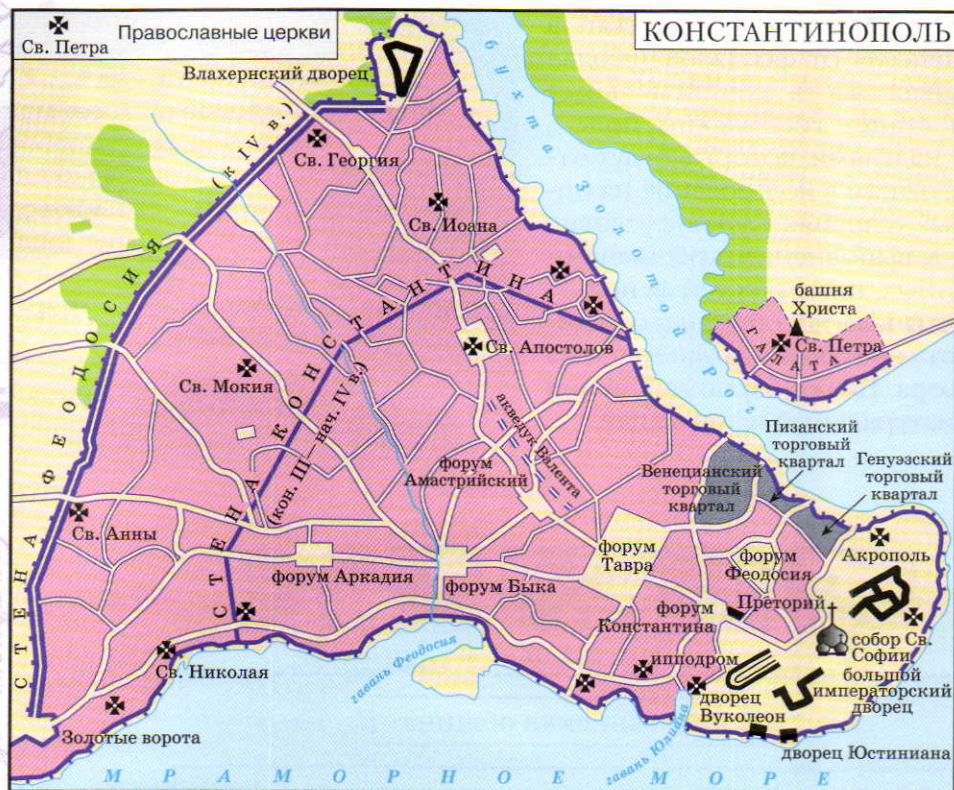 КОНСТАНТИНОПОЛЬ
Православные церкви
Св. Петра
Влахернский дворец
бухта Золотой Рог
(к IV в.)
Св. Георгия
Св. Иоана
СТЕНА ФЕОДОСИЯ
СТЕНА КОНСТАНТИНА
(кон. III—нач. IV в.)
башня
Христа
Св. Петра
ГАЛАТА
Св. Апостолов
Св. Мокия
акведук Валента
Пизанский
торговый
квартал
Генуэзский
торговый
квартал
Венецианский
торговый
квартал
форум
Амастрийский
Св. Анны
форум Аркадия
форум Быка
форум
Тавра
форум
Феодосия
Акрополь
Преторий
форум
Константина
собор Св.
Софии
ипподром
большой
императорский
дворец
дворец
Вуколеон
Св. Николая
гавань Феодосия
гавань Юлиана
Золотые ворота
дворец Юстиниана
МРАМОРНОЕ МОРЕ